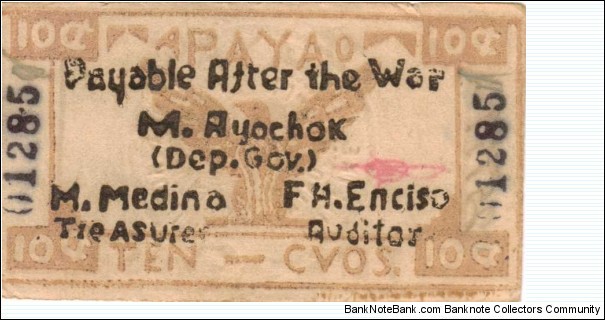 10¢ APAYAO 10¢
Payable After the War
M. Ayochok
(Dep. Gov.)
M. Medina F H. Enciso
Treasurer Auditor
01285 01285
10¢ TEN — CVOS. 10¢
BankNoteBank.com - Banknote Collectors Community